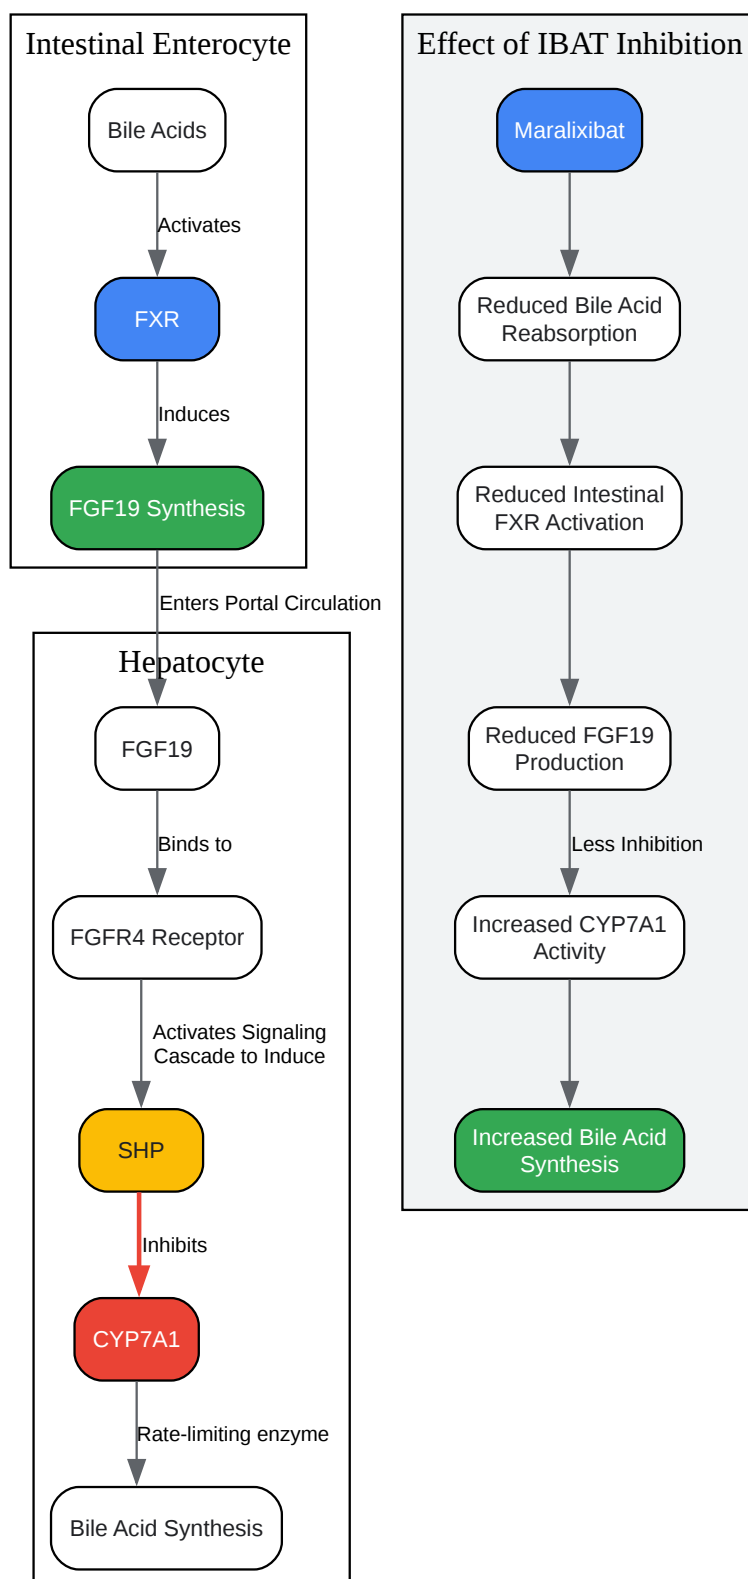 Intestinal Enterocyte
Bile Acids
Activates
FXR
Induces
FGF19 Synthesis
Enters Portal Circulation
Hepatocyte
FGF19
Binds to
FGFR4 Receptor
Activates Signaling
Cascade to Induce
SHP
Inhibits
CYP7A1
Rate-limiting enzyme
Bile Acid Synthesis
Effect of IBAT Inhibition
Maralixibat
Reduced Bile Acid
Reabsorption
Reduced Intestinal
FXR Activation
Reduced FGF19
Production
Less Inhibition
Increased CYP7A1
Activity
Increased Bile Acid
Synthesis